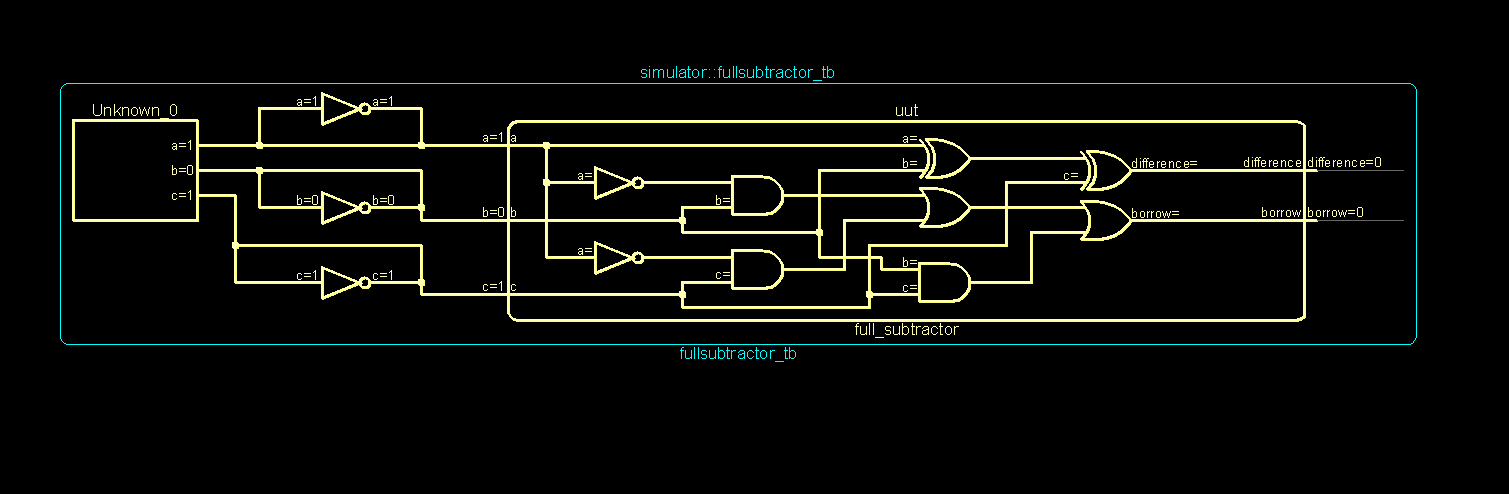 simulator::fullsubtractor_tb
Unknown_0
a=1
b=0
c=1
a=1
a=1
b=0
b=0
c=1
c=1
uut
a=1
a
b=0
b
c=1
c
a=
b=
a=
b=
a=
c=
b=
c=
c=
difference=
borrow=
difference
difference=0
borrow
borrow=0
full_subtractor
fullsubtractor_tb